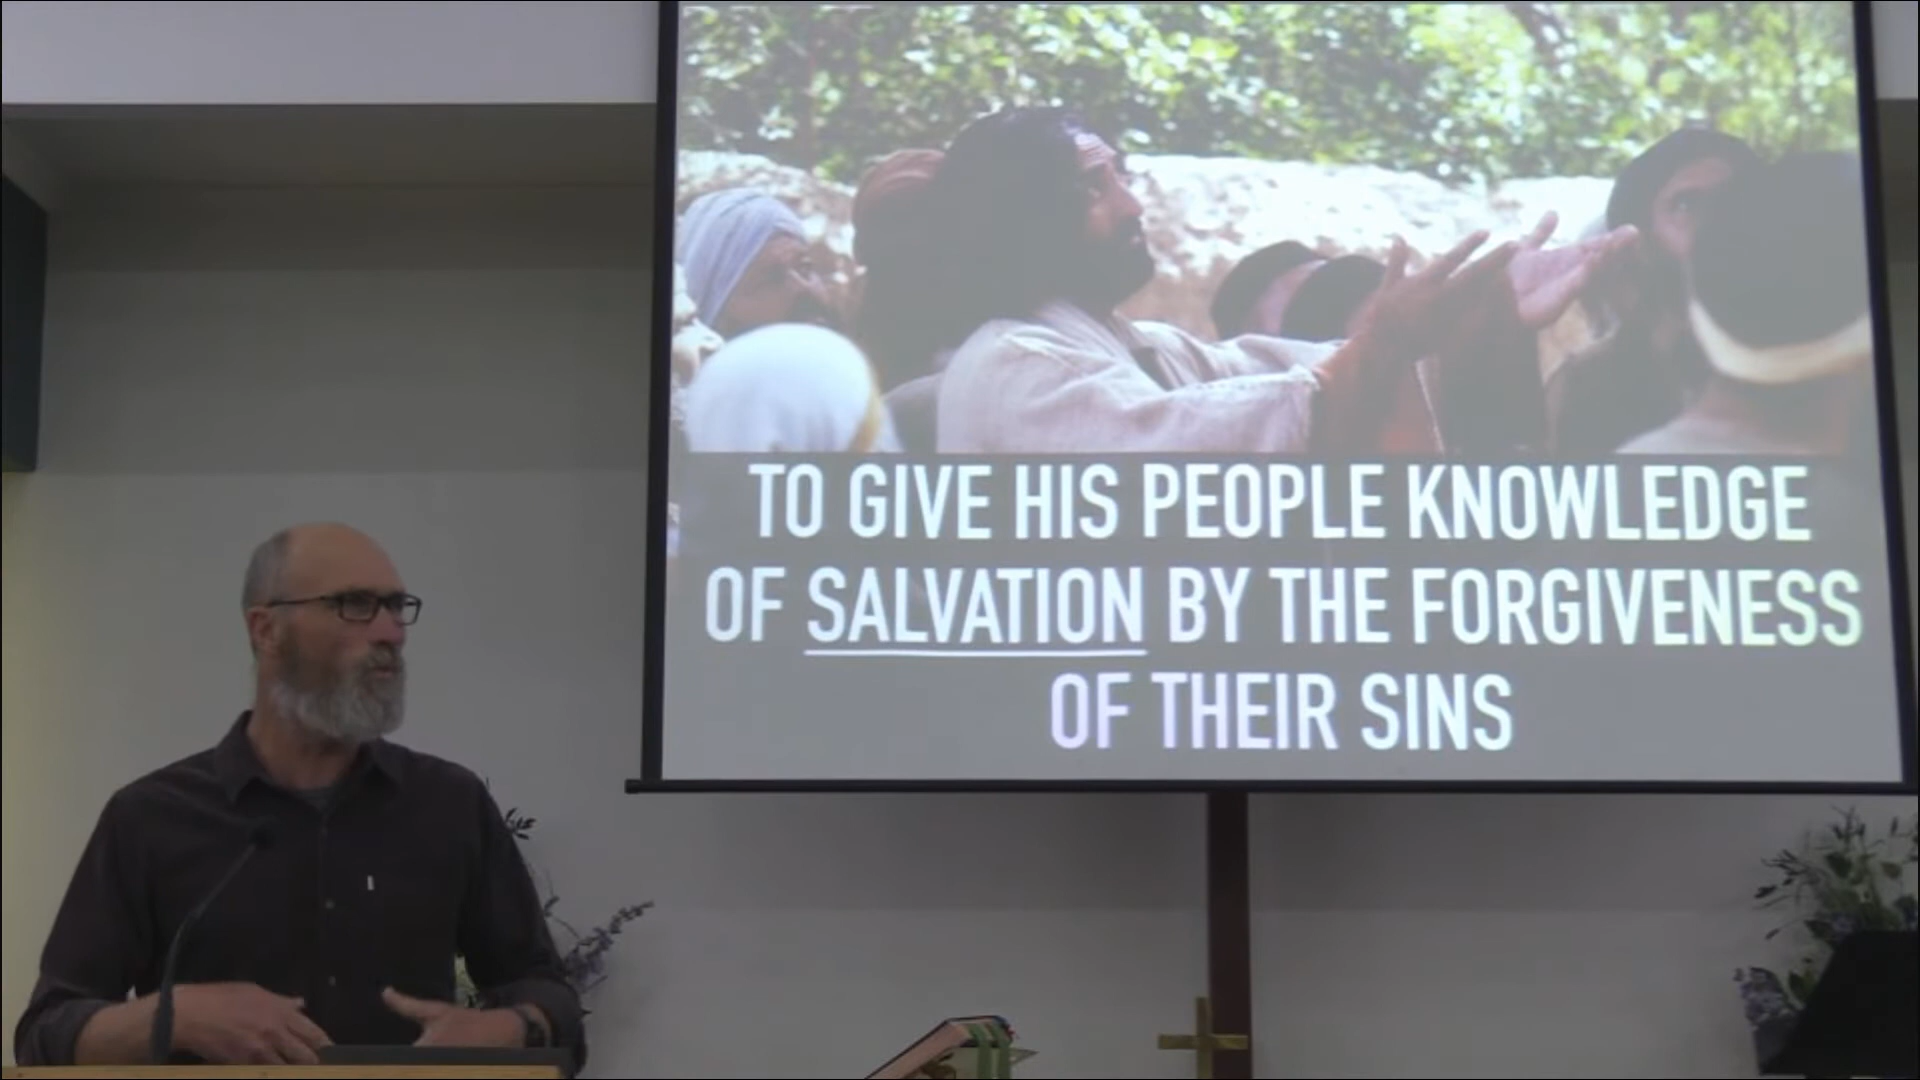 TO GIVE HIS PEOPLE KNOWLEDGE
OF SALVATION BY THE FORGIVENESS
OF THEIR SINS